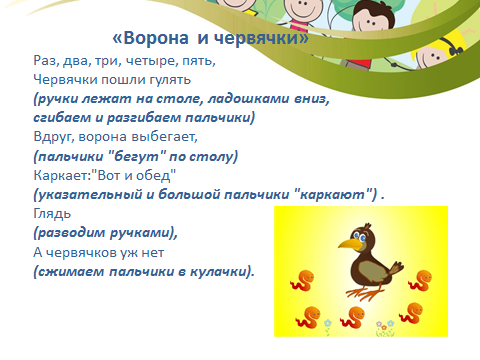 «Ворона и червячки»
Раз, два, три, четыре, пять,
Червячки пошли гулять
(ручки лежат на столе, ладошками вниз,
сгибаем и разгибаем пальчики)
Вдруг, ворона выбегает,
(пальчики "бегут" по столу)
Каркает:"Вот и обед"
(указательный и большой пальчики "каркают") .
Глядь
(разводим ручками),
А червячков уж нет
(сжимаем пальчики в кулачки).